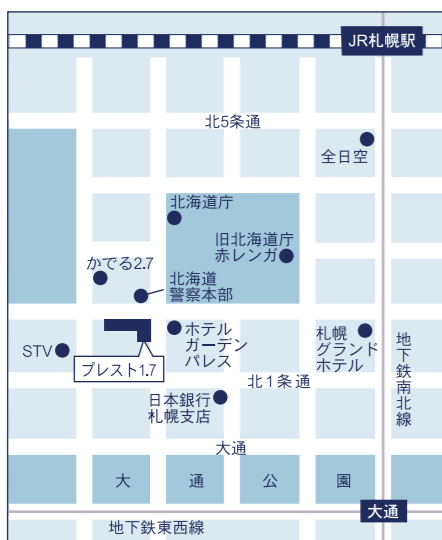 JR札幌駅
北5条通
全日空
北海道庁
旧北海道庁
赤レンガ
かでる2.7
北海道
警察本部
ホテル
ガーデン
パレス
札幌
グランド
ホテル
地下鉄南北線
STV
プレスト1.7
北1条通
日本銀行
札幌支店
大通
大通公園
大通
地下鉄東西線